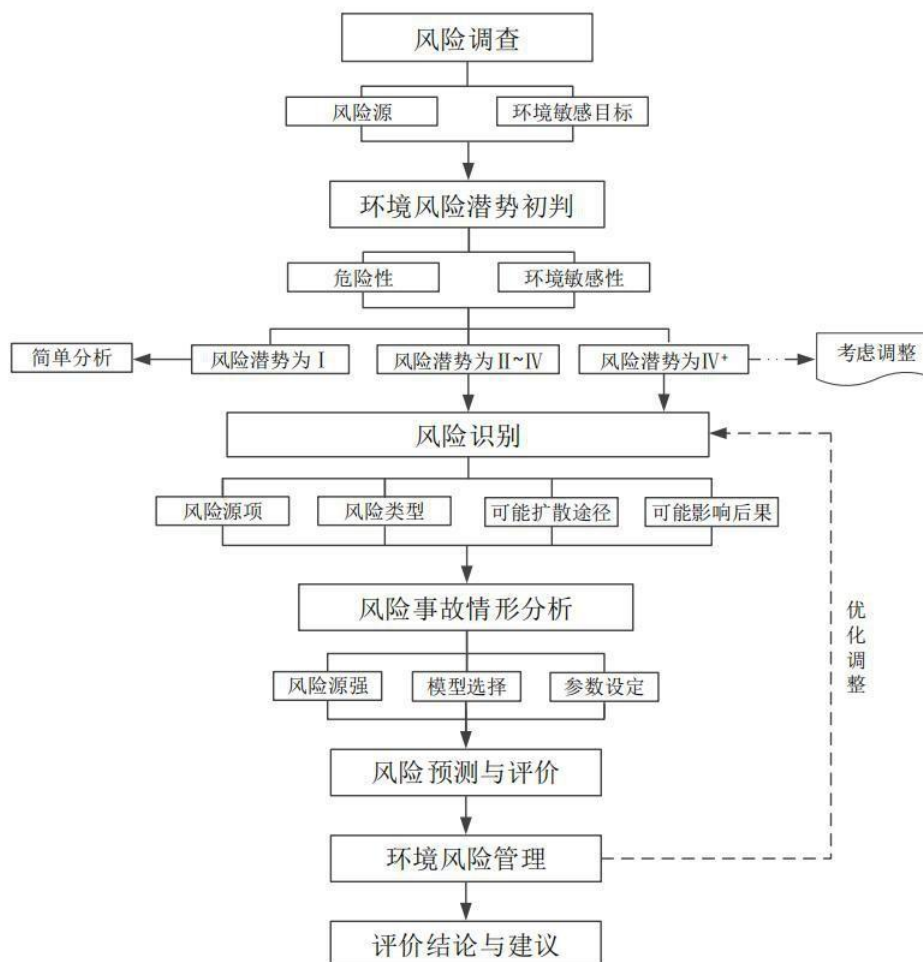 风险调查
风险源
环境敏感目标
环境风险潜势初判
危险性
环境敏感性
简单分析
风险潜势为Ⅰ
风险潜势为Ⅱ~Ⅳ
风险潜势为Ⅳ⁺
考虑调整
风险识别
风险源项
风险类型
可能扩散途径
可能影响后果
风险事故情形分析
风险源强
模型选择
参数设定
优化调整
风险预测与评价
环境风险管理
评价结论与建议